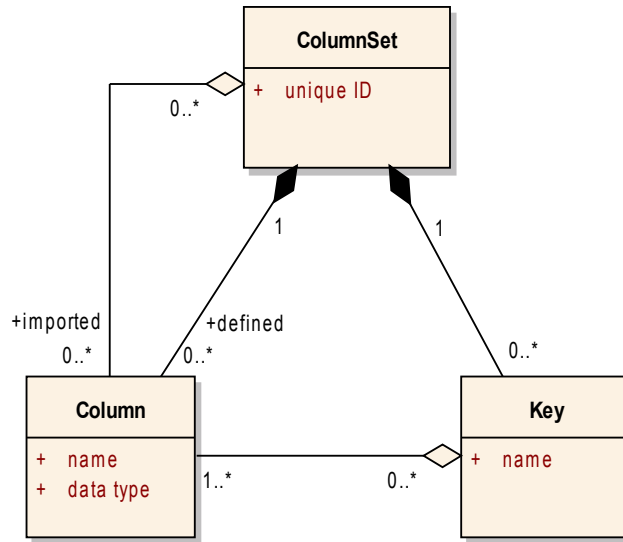 ColumnSet
+ unique ID
0..*
1
1
+imported
+defined
0..*
0..*
0..*
Column
+ name
+ data type
Key
+ name
1..*
0..*